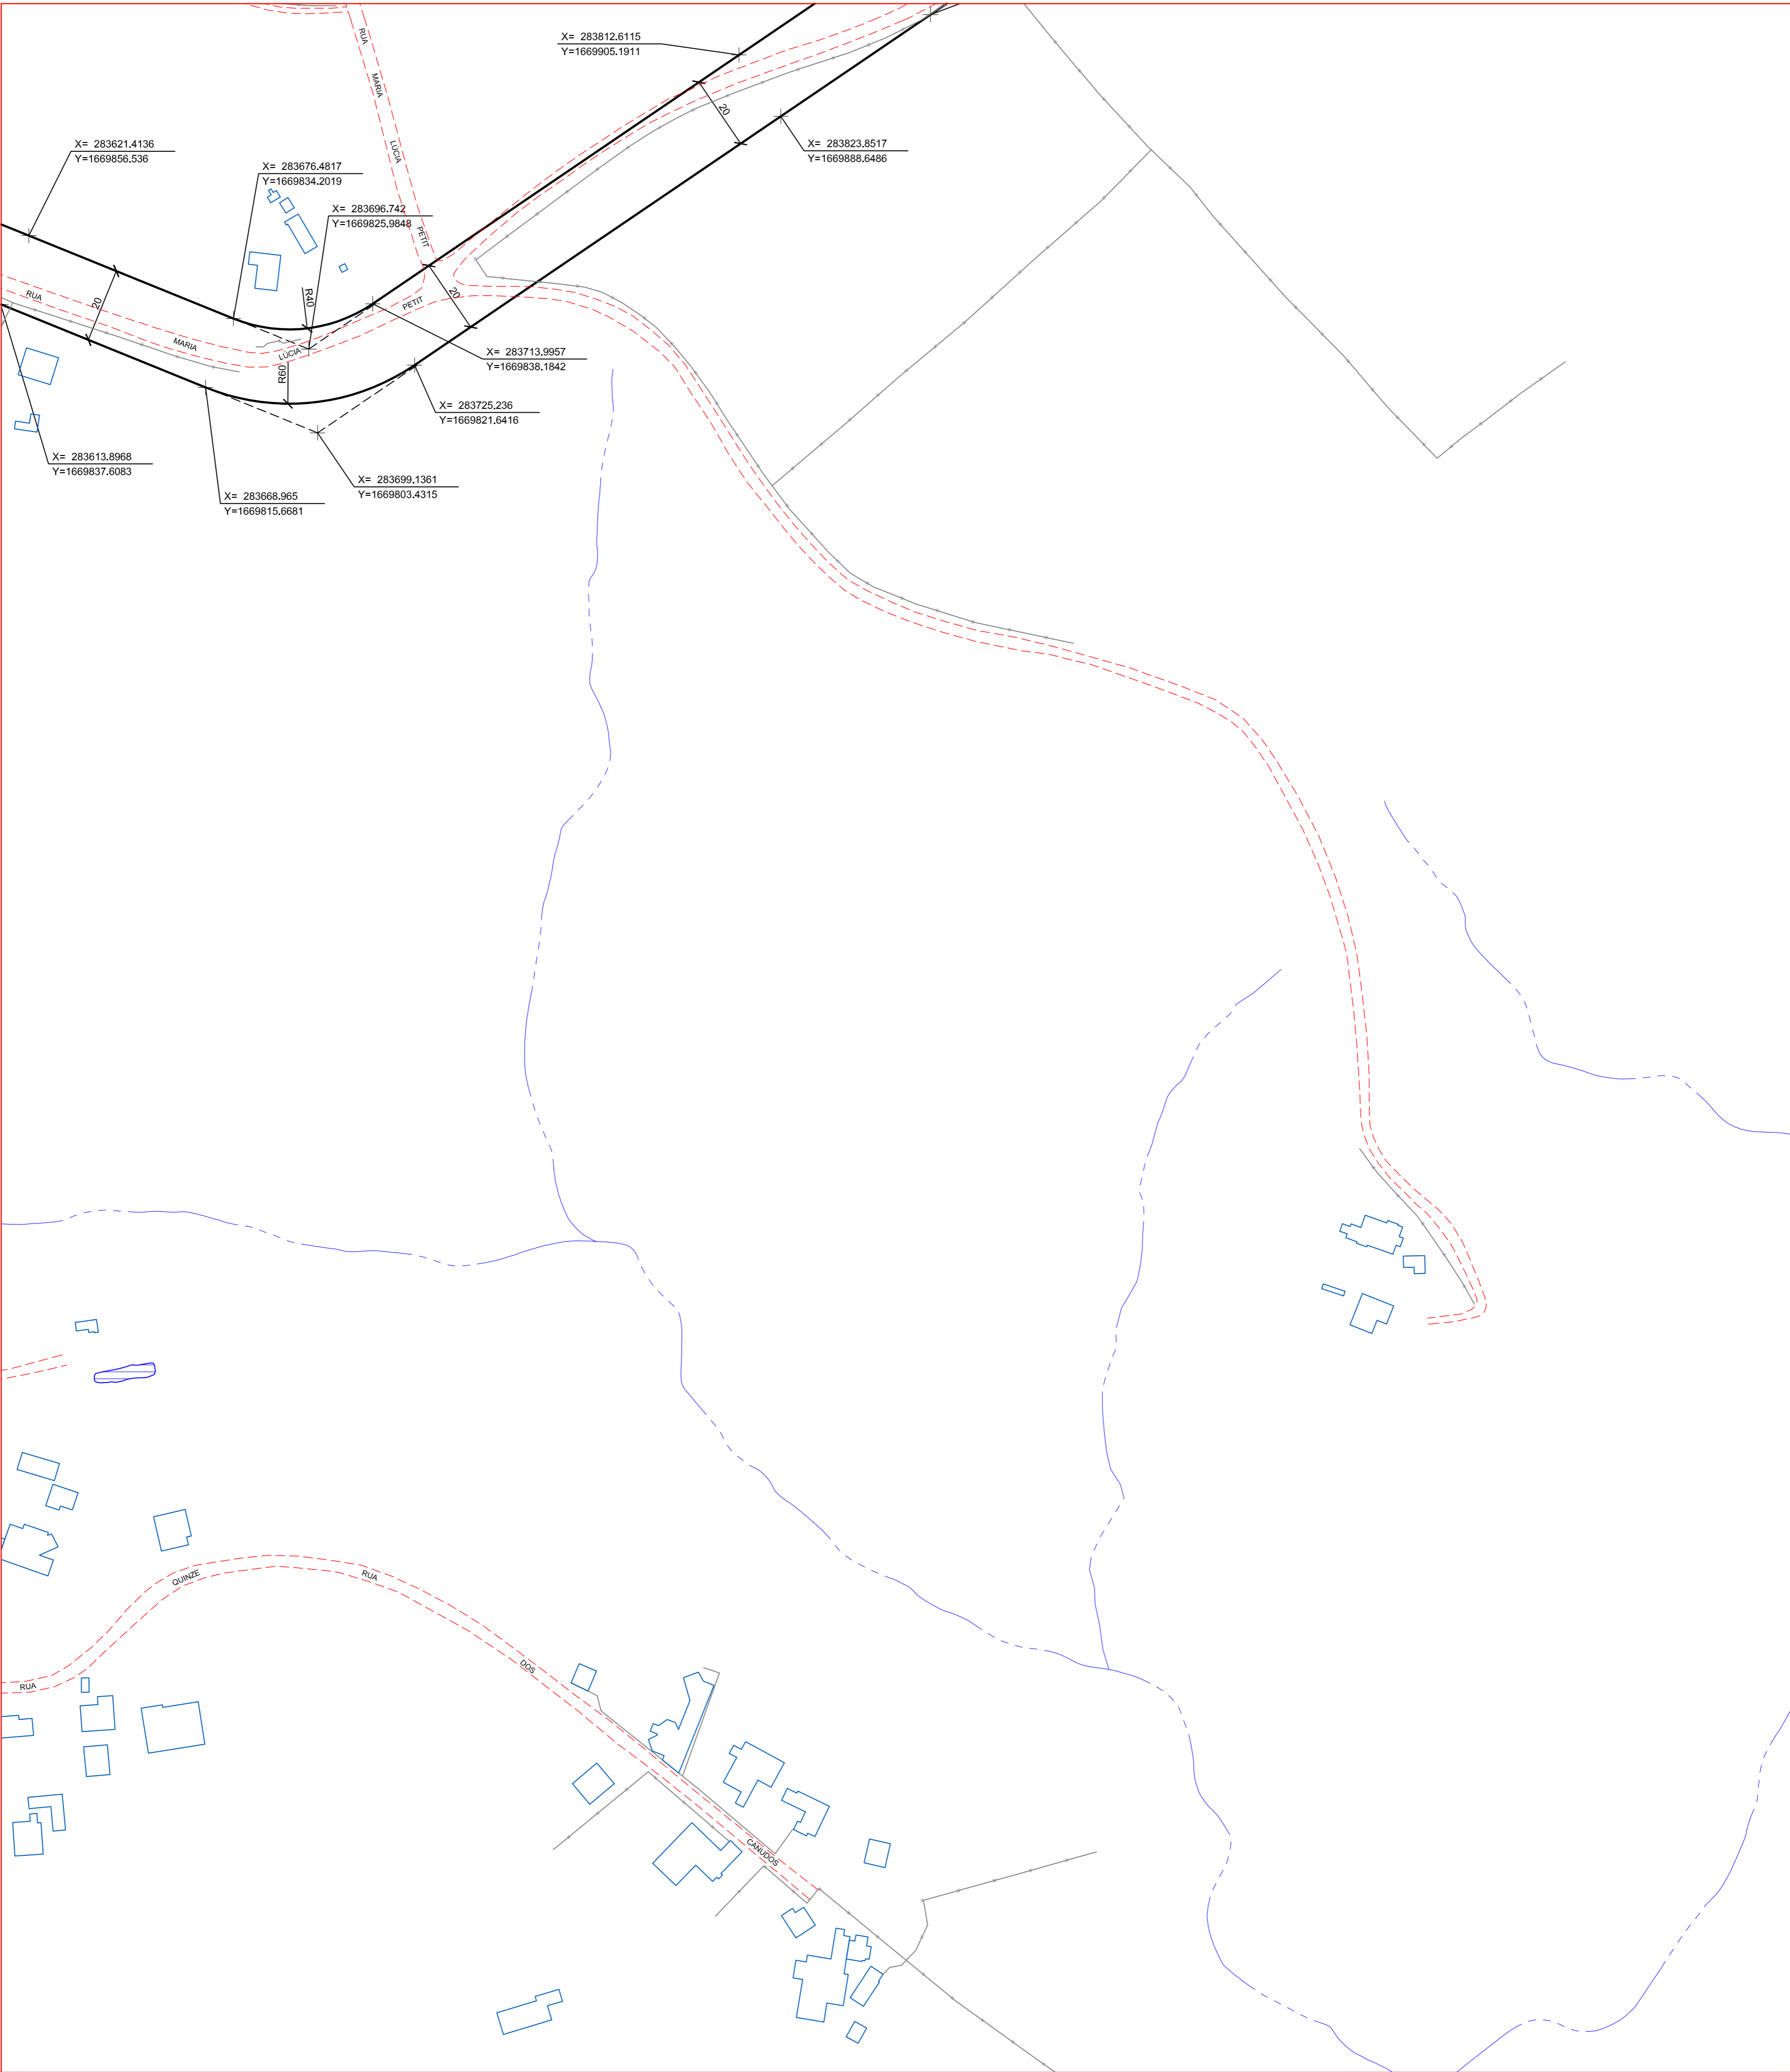 RUA
MARIA
LÚCIA
PETIT
X= 283812.6115
Y=1669905.1911
20
X= 283823.8517
Y=1669888.6486
X= 283621.4136
Y=1669856.536
X= 283676.4817
Y=1669834.2019
X= 283696.742
Y=1669825.9848
R40
20
20
RUA
MARIA
LÚCIA
PETIT
R60
X= 283713.9957
Y=1669838.1842
X= 283725.236
Y=1669821.6416
X= 283613.8968
Y=1669837.6083
X= 283699.1361
Y=1669803.4315
X= 283668.965
Y=1669815.6681
QUINZE
RUA
RUA
DOS
CANUDOS